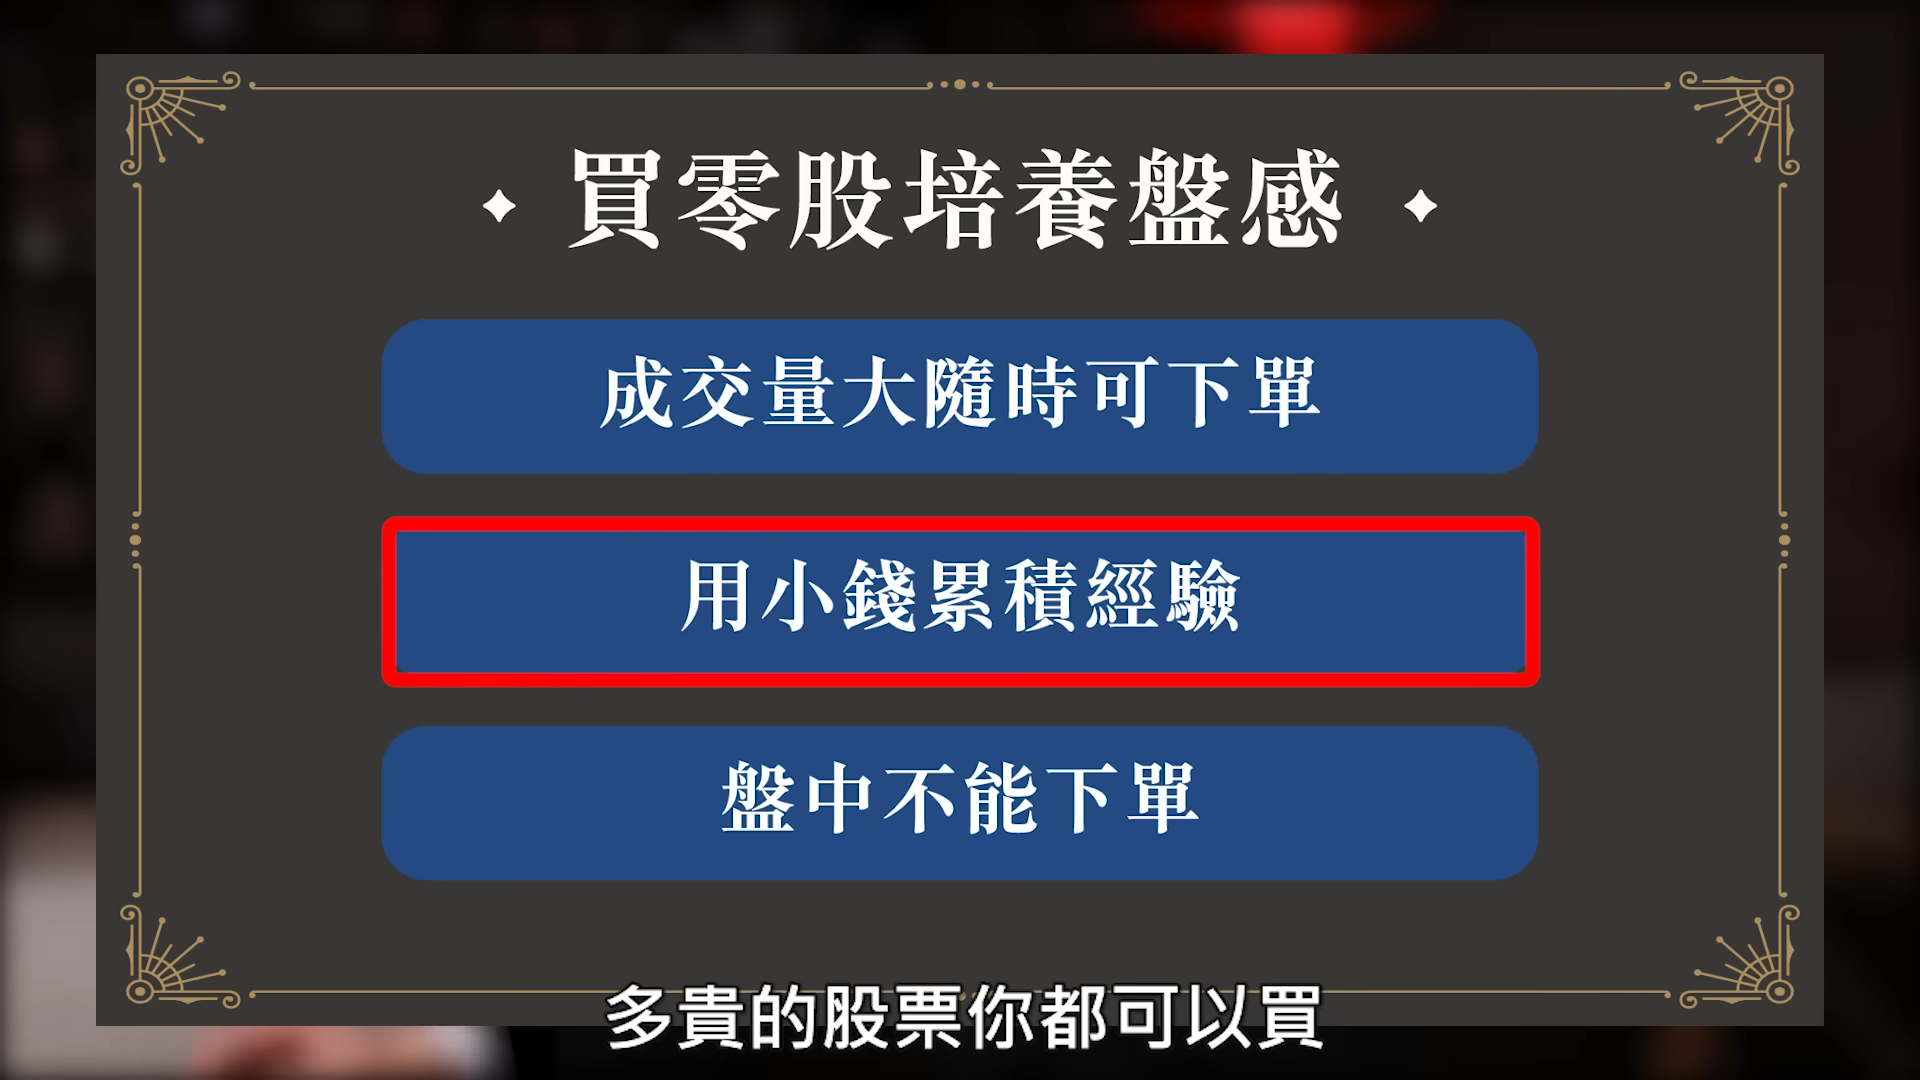 買零股培養盤感
成交量大隨時可下單
用小錢累積經驗
盤中不能下單
多貴的股票你都可以買